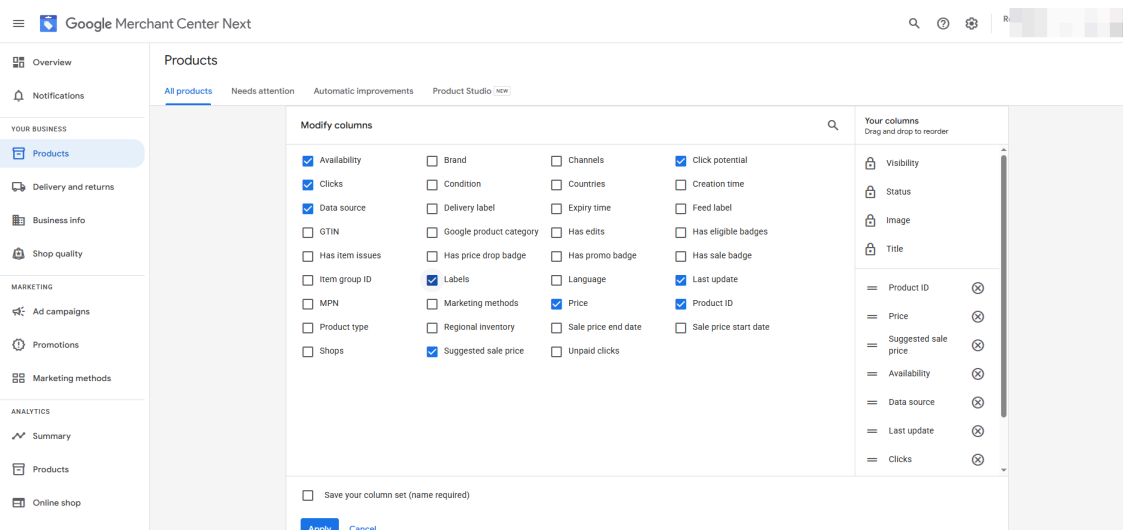 Google Merchant Center Next
Overview
Notifications
YOUR BUSINESS
Products
Delivery and returns
Business info
Shop quality
MARKETING
Ad campaigns
Promotions
Marketing methods
ANALYTICS
Summary
Products
Online shop
Products
All products Needs attention Automatic improvements Product Studio NEW
Modify columns
Availability Brand Channels Click potential
Clicks Condition Countries Creation time
Data source Delivery label Expiry time Feed label
GTIN Google product category Has edits Has eligible badges
Has item issues Has price drop badge Has promo badge Has sale badge
Item group ID Labels Language Last update
MPN Marketing methods Price Product ID
Product type Regional inventory Sale price end date Sale price start date
Shops Suggested sale price Unpaid clicks
Save your column set (name required)
Apply Cancel
Your columns
Drag and drop to reorder
Visibility
Status
Image
Title
Product ID
Price
Suggested sale
price
Availability
Data source
Last update
Clicks